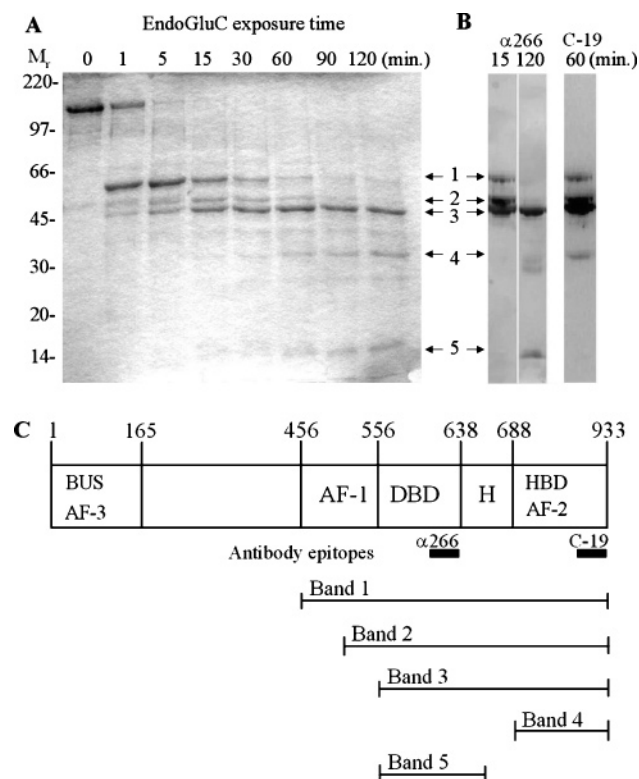 A EndoGluC exposure time B α266 C-19
Mr 0 1 5 15 30 60 90 120 (min.) 15 120 60 (min.)
220-
97-
66-
1
2
45-
3
4
30-
20-
14-
5
C 1 165 456 556 638 688 933
BUS AF-3 AF-1 DBD H HBD AF-2
Antibody epitopes α266 C-19
Band 1
Band 2
Band 3
Band 4
Band 5